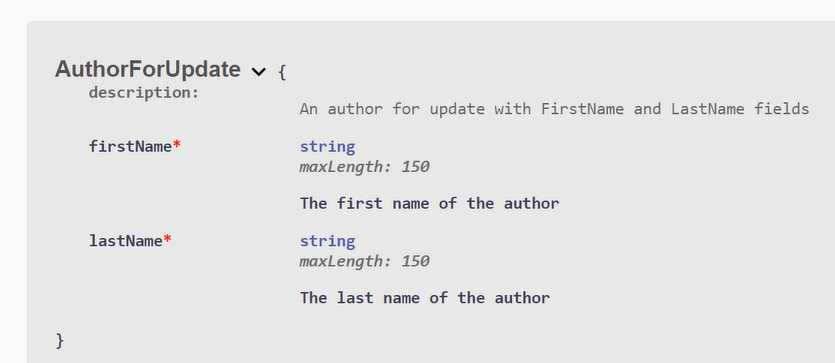 AuthorForUpdate {
description:
An author for update with FirstName and LastName fields
firstName* string
maxLength: 150
The first name of the author
lastName* string
maxLength: 150
The last name of the author
}